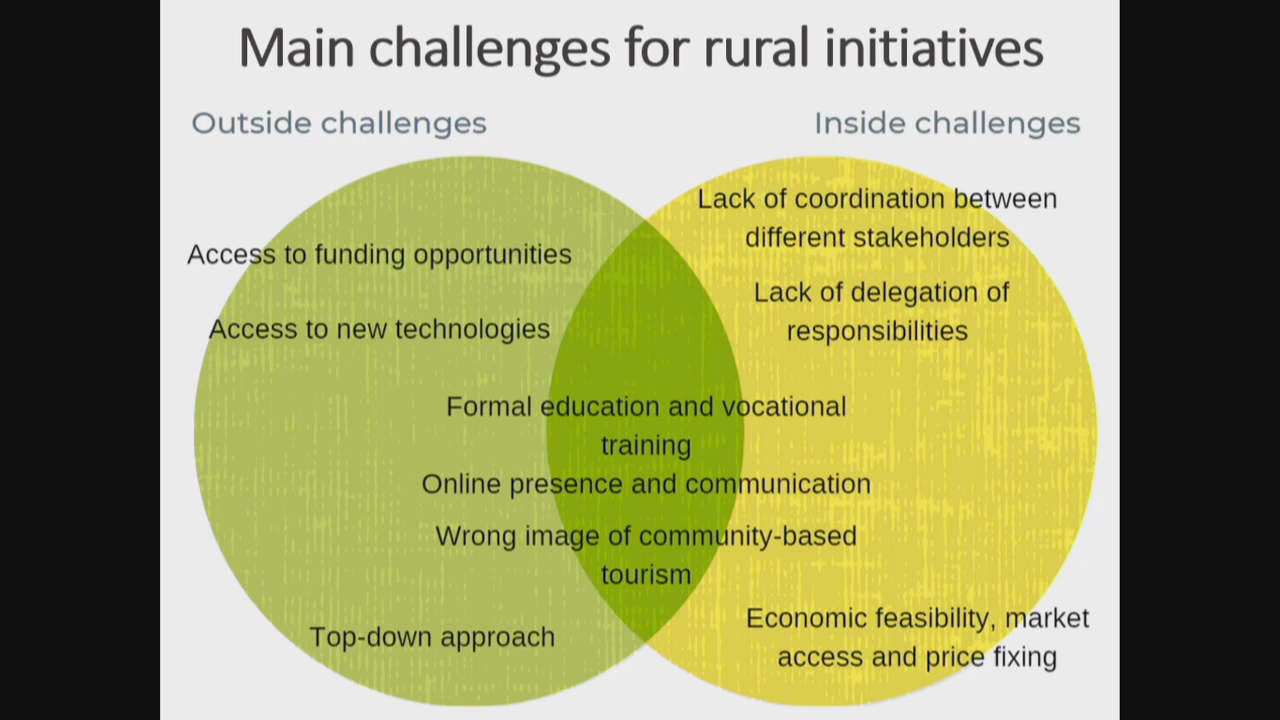 Main challenges for rural initiatives
Outside challenges
Inside challenges
Lack of coordination between
different stakeholders
Access to funding opportunities
Lack of delegation of
responsibilities
Access to new technologies
Formal education and vocational
training
Online presence and communication
Wrong image of community-based
tourism
Top-down approach
Economic feasibility, market
access and price fixing